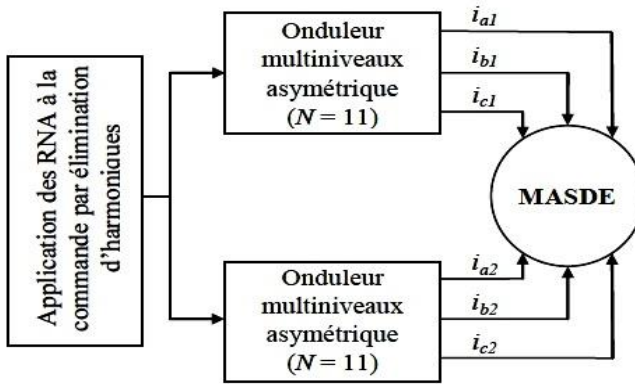 Application des RNA à la
commande par élimination
d'harmoniques
Onduleur
multiniveaux
asymétrique
(N = 11)
ia1
ib1
ic1
MASDE
Onduleur
multiniveaux
asymétrique
(N = 11)
ia2
ib2
ic2